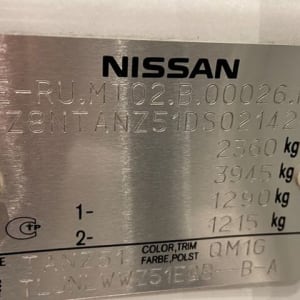 NISSAN
E-RU.MT02.B.00026.
Z8NTANZ51DS02142
2360 kg
3945 kg
1- 1290 kg
2- 1215 kg
COLOR,TRIM QM1G
FARBE,POLST
TANZ51